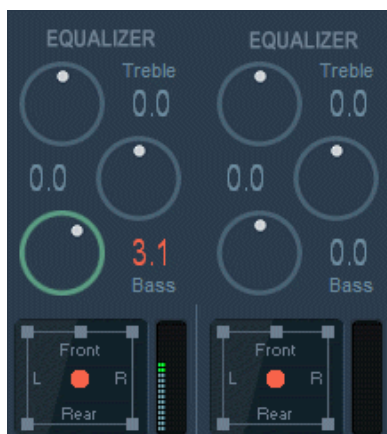 EQUALIZER
Treble
0.0
0.0
3.1
Bass
Front
L R
Rear
EQUALIZER
Treble
0.0
0.0
0.0
Bass
Front
L R
Rear